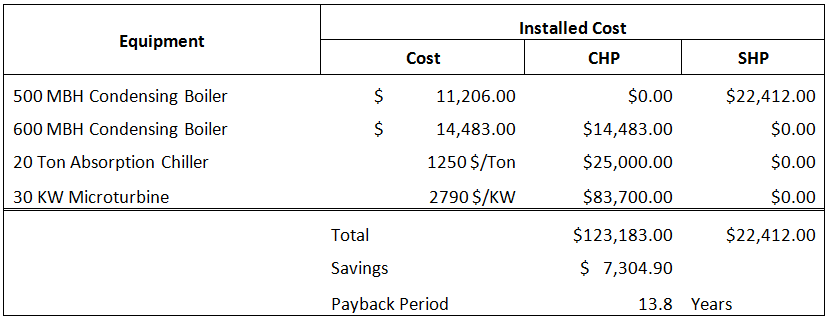 Equipment Installed Cost
Cost CHP SHP
500 MBH Condensing Boiler $ 11,206.00 $0.00 $22,412.00
600 MBH Condensing Boiler $ 14,483.00 $14,483.00 $0.00
20 Ton Absorption Chiller 1250 $/Ton $25,000.00 $0.00
30 KW Microturbine 2790 $/KW $83,700.00 $0.00
Total $123,183.00 $22,412.00
Savings $ 7,304.90
Payback Period 13.8 Years